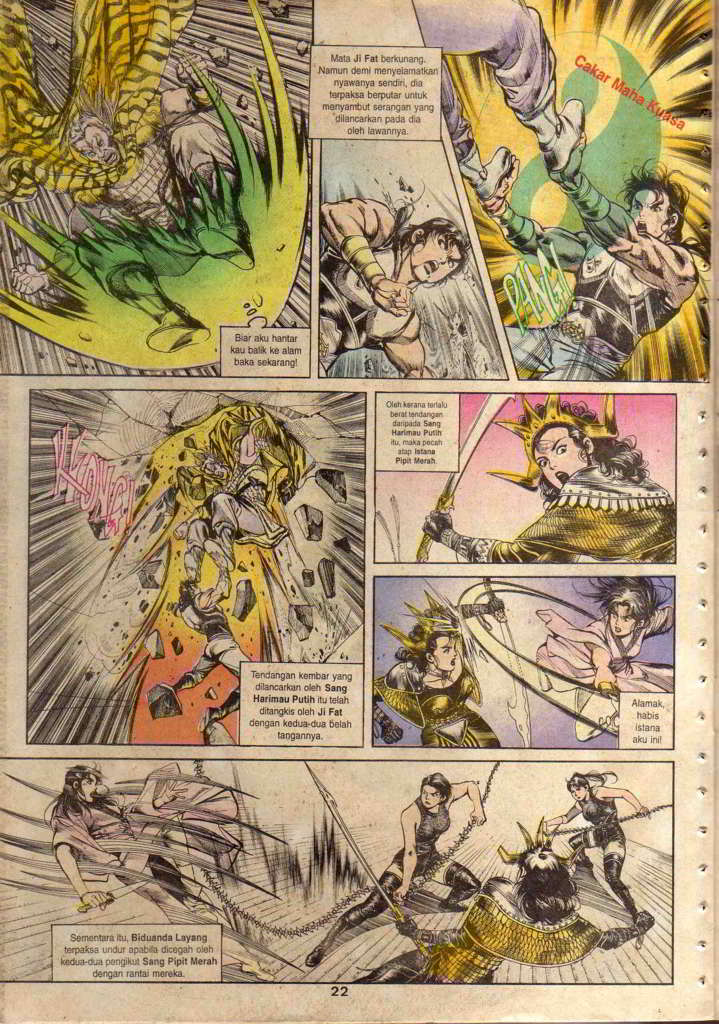 Mata Ji Fat berkunang.
Namun demi menyelamatkan
nyawanya sendiri, dia
terpaksa berputar untuk
menyambut serangan yang
dilancarkan pada dia
oleh lawannya.
Cakar Maha Kuasa
PANG!
Biar aku hantar
kau balik ke alam
baka sekarang!
KONG!
Tendangan kembar yang
dilancarkan oleh Sang
Harimau Putih itu telah
ditangkis oleh Ji Fat
dengan kedua-dua belah
tangannya.
Oleh kerana terlalu
berat tendangan
daripada Sang
Harimau Putih
itu, maka pecah
atap Istana
Pipit Merah.
Alamak,
habis
istana
aku ini!
Sementara itu, Biduanda Layang
terpaksa undur apabila dicegah oleh
kedua-dua pengikut Sang Pipit Merah
dengan rantai mereka.
22